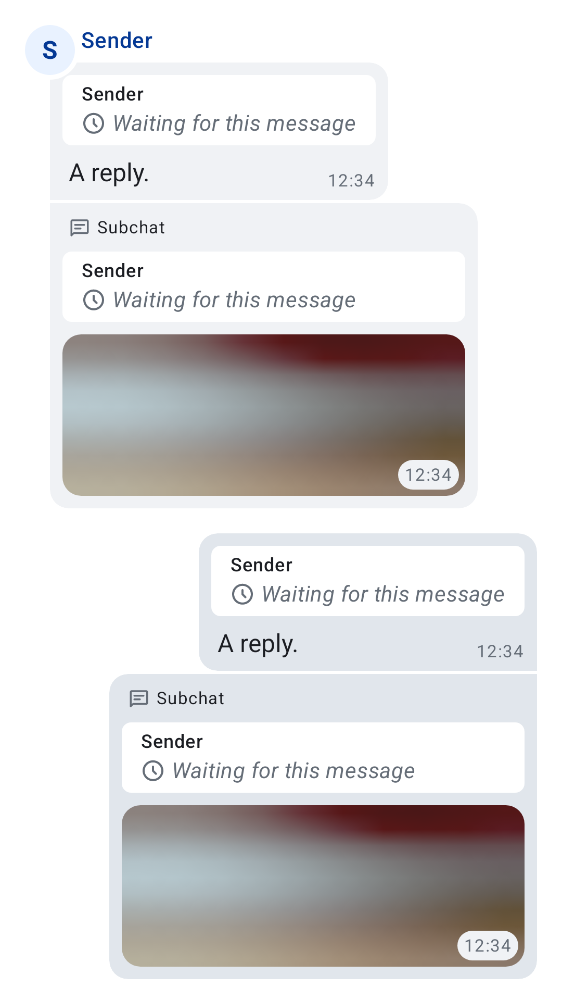 S Sender
Sender
Waiting for this message
A reply.
12:34
Subchat
Sender
Waiting for this message
12:34
Sender
Waiting for this message
A reply.
12:34
Subchat
Sender
Waiting for this message
12:34